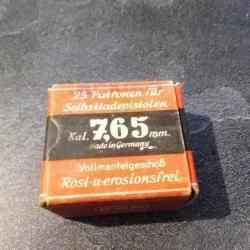 25 Patronen für
Selbstladepistolen
Kal. 7,65 mm.
Made in Germany
Vollmantelgeschoß
Rost-u-erosionsfrei